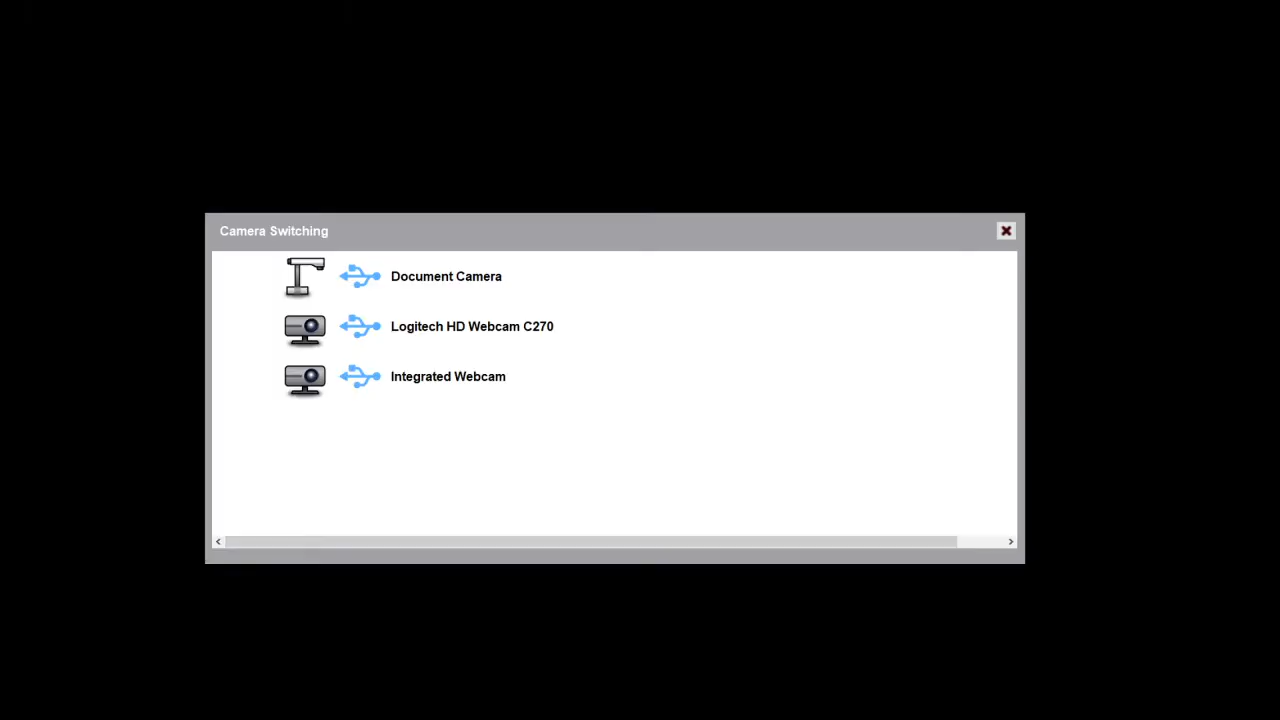 Camera Switching
Document Camera
Logitech HD Webcam C270
Integrated Webcam